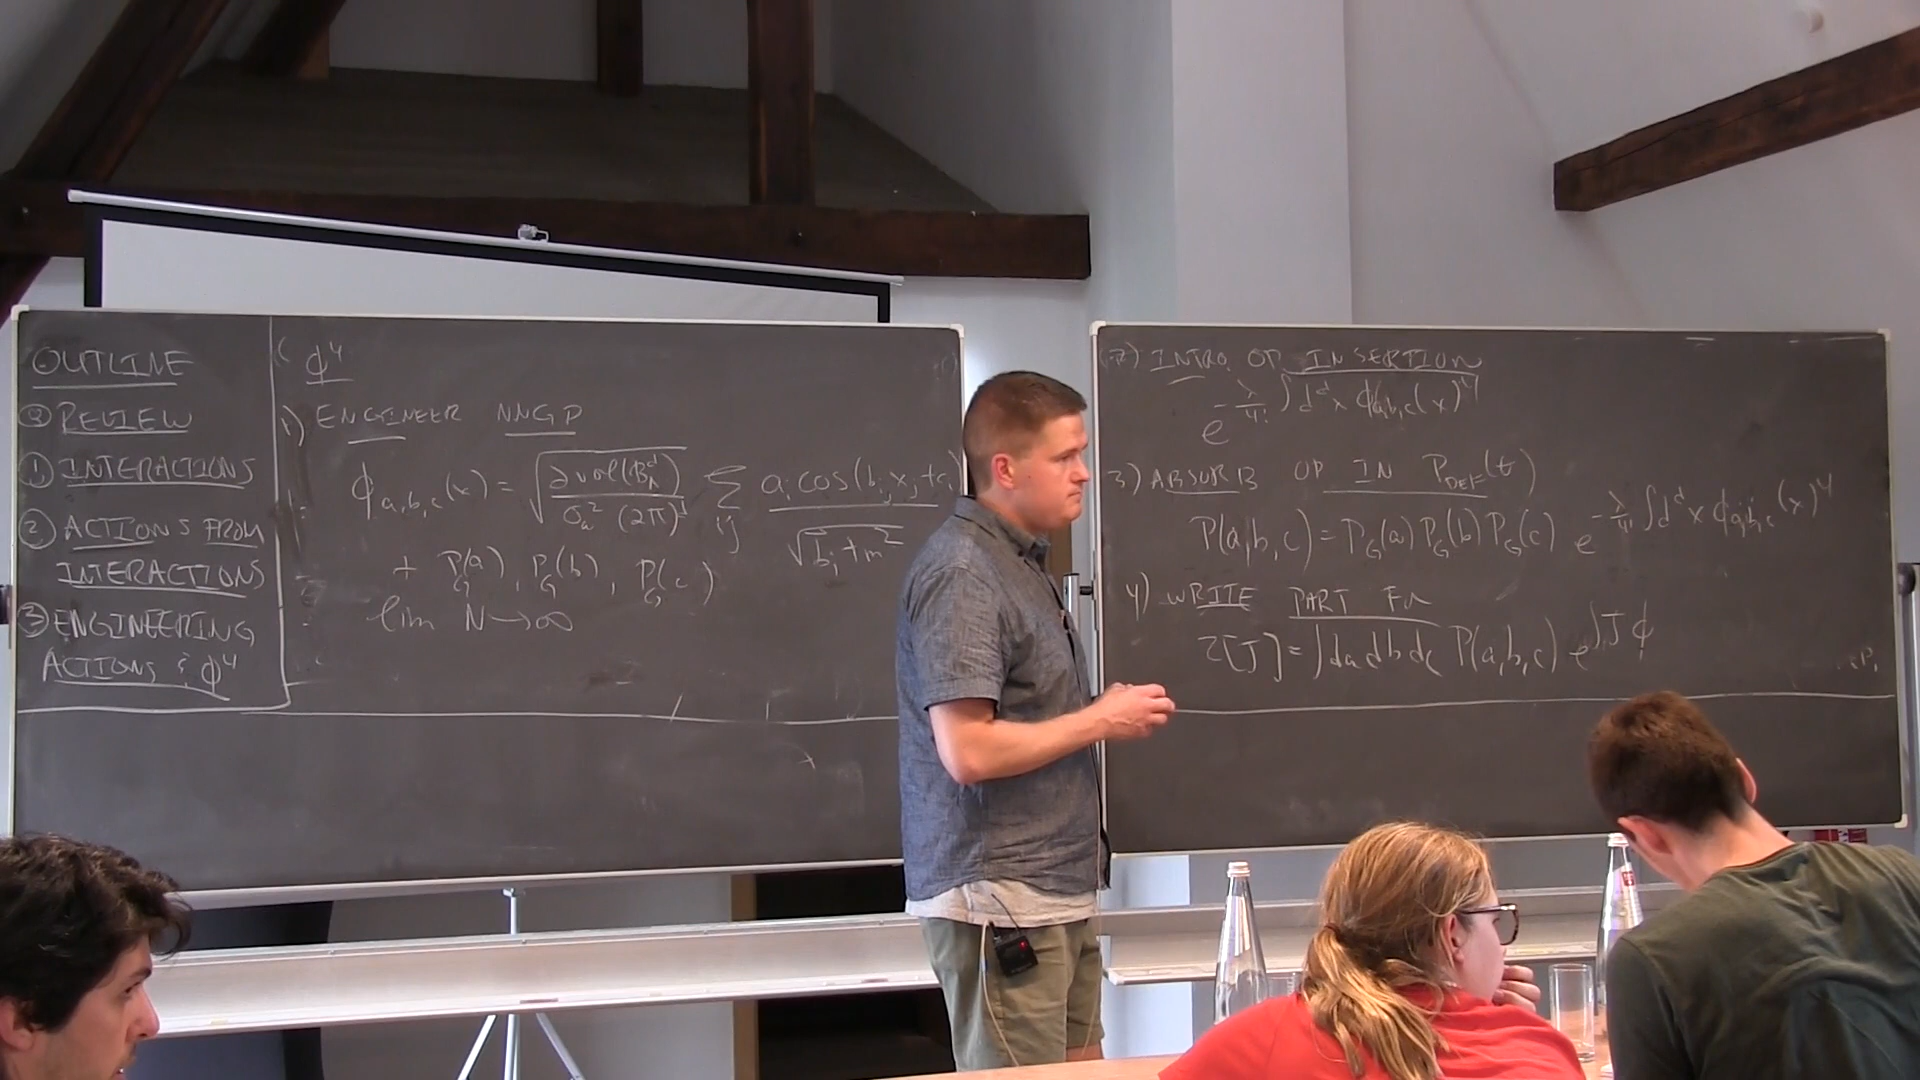 OUTLINE
⓪ REVIEW
① INTERACTIONS
② ACTIONS FROM
INTERACTIONS
③ ENGINEERING
ACTIONS & φ⁴
φ⁴
1) ENGINEER NNGP
φ_{a,b,c}(x) = √(2vol(B_Λ^d) / σ_a² (2π)^d) Σ_{ij} a_i cos(b_{ij} x_j + c_i) / √(b_i² + m²)
+ P_G(a), P_G(b), P_G(c)
lim N→∞
2) INTRO OP INSERTION
e^{-λ/4! ∫d^d x φ_{a,b,c}(x)^4}
3) ABSORB OP IN P_{DEF}(t)
P(a,b,c) = P_G(a) P_G(b) P_G(c) e^{-λ/4! ∫d^d x φ_{a,b,c}(x)^4}
4) WRITE PART FN
Z[J] = ∫da db dc P(a,b,c) e^{∫J φ}